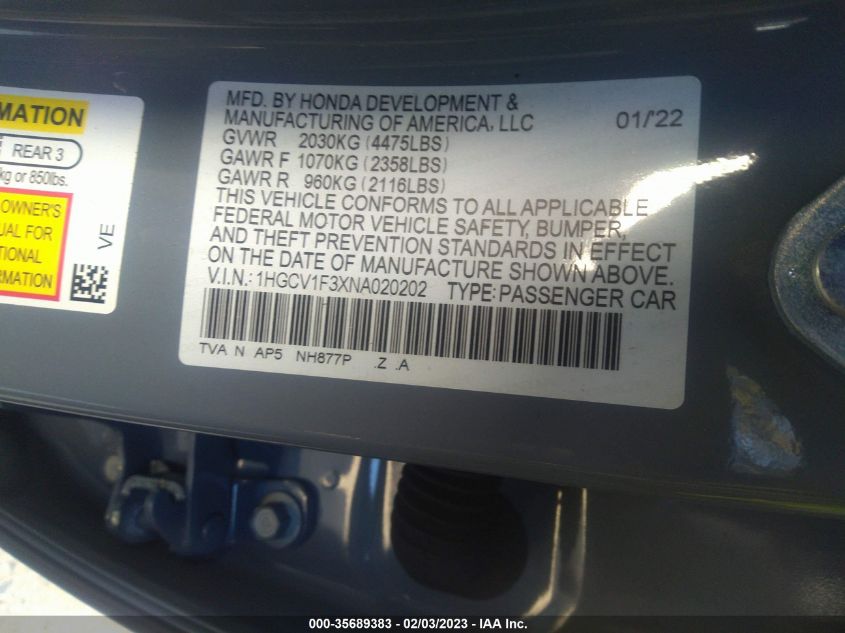 MATION
REAR 3
kg or 850lbs.
OWNER'S
UAL FOR
TIONAL
RMATION
VE
MFD. BY HONDA DEVELOPMENT &
MANUFACTURING OF AMERICA, LLC 01/'22
GVWR 2030KG (4475LBS)
GAWR F 1070KG (2358LBS)
GAWR R 960KG (2116LBS)
THIS VEHICLE CONFORMS TO ALL APPLICABLE
FEDERAL MOTOR VEHICLE SAFETY, BUMPER,
AND THEFT PREVENTION STANDARDS IN EFFECT
ON THE DATE OF MANUFACTURE SHOWN ABOVE.
V.I.N.: 1HGCV1F3XNA020202 TYPE: PASSENGER CAR
TVA N AP5 NH877P .Z .A
000-35689383 - 02/03/2023 - IAA Inc.